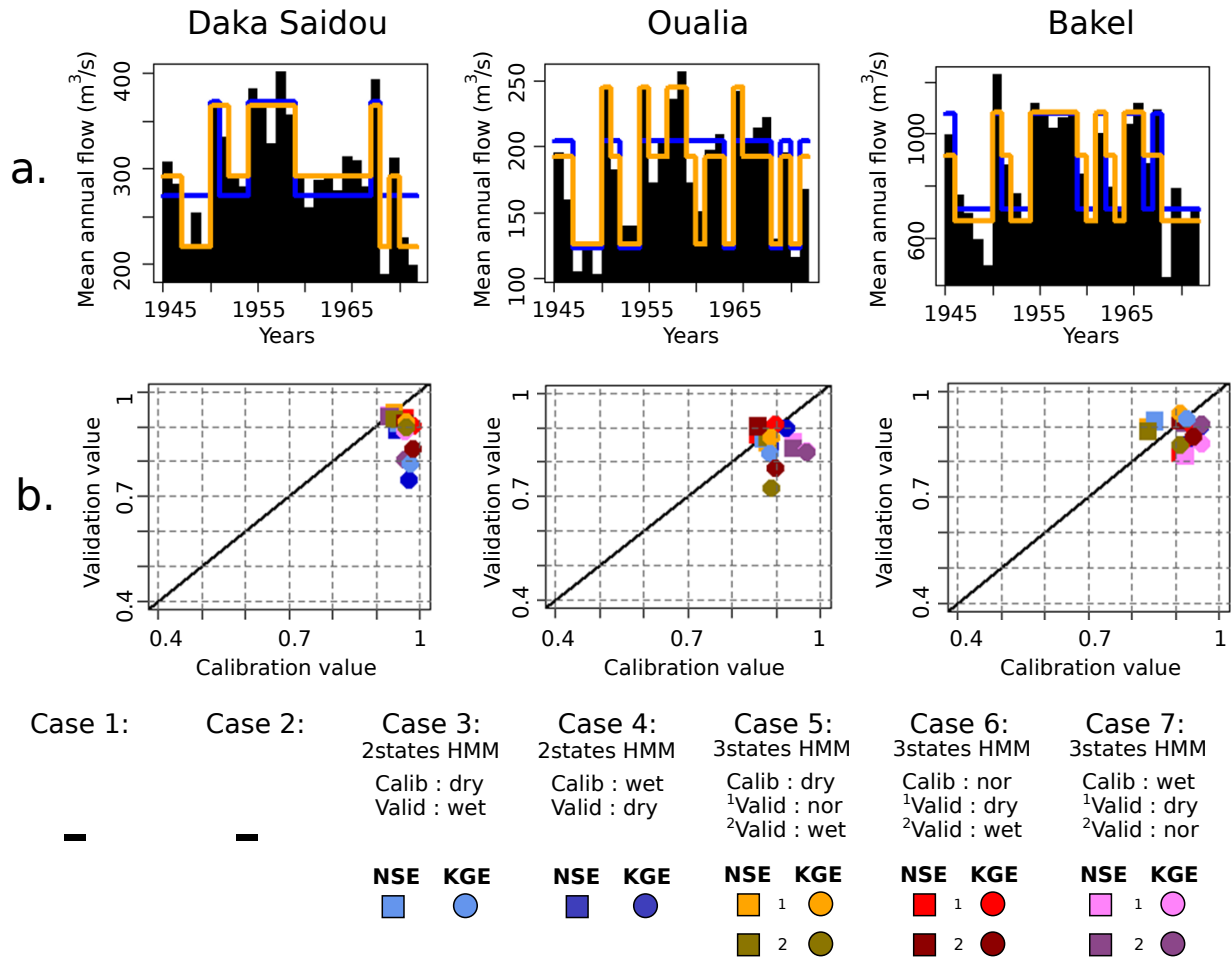 Daka Saidou
Oualia
Bakel
a.
Mean annual flow (m³/s)
200 300 400
1945 1955 1965
Years
Mean annual flow (m³/s)
100 150 200 250
1945 1955 1965
Years
Mean annual flow (m³/s)
600 1000
1945 1955 1965
Years
b.
Validation value
0.4 0.7 1
0.4 0.7 1
Calibration value
Validation value
0.4 0.7 1
0.4 0.7 1
Calibration value
Validation value
0.4 0.7 1
0.4 0.7 1
Calibration value
Case 1:
Case 2:
Case 3:
2states HMM
Calib : dry
Valid : wet
NSE KGE
Case 4:
2states HMM
Calib : wet
Valid : dry
NSE KGE
Case 5:
3states HMM
Calib : dry
¹Valid : nor
²Valid : wet
NSE KGE
1
2
Case 6:
3states HMM
Calib : nor
¹Valid : dry
²Valid : wet
NSE KGE
1
2
Case 7:
3states HMM
Calib : wet
¹Valid : dry
²Valid : nor
NSE KGE
1
2